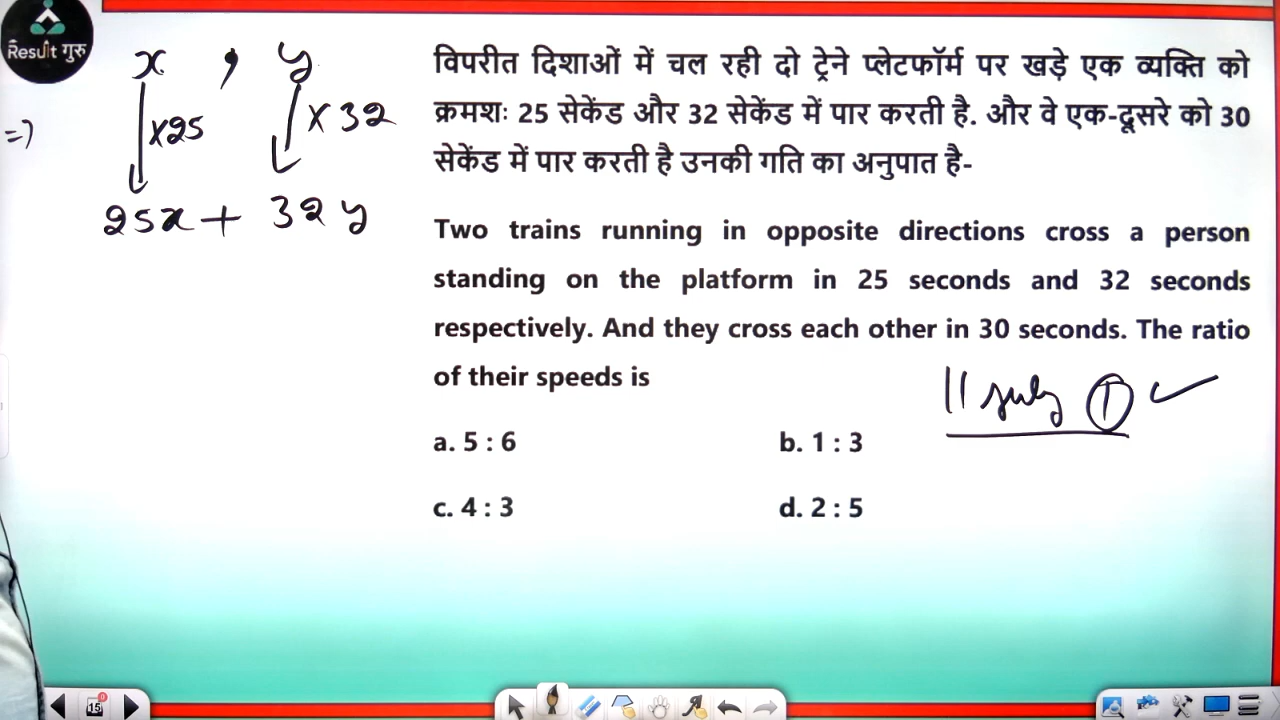 Result गुरु
x , y
=)
×25
×32
25x + 32y
विपरीत दिशाओं में चल रही दो ट्रेने प्लेटफॉर्म पर खड़े एक व्यक्ति को
क्रमशः 25 सेकेंड और 32 सेकेंड में पार करती है. और वे एक-दूसरे को 30
सेकेंड में पार करती है उनकी गति का अनुपात है-
Two trains running in opposite directions cross a person
standing on the platform in 25 seconds and 32 seconds
respectively. And they cross each other in 30 seconds. The ratio
of their speeds is
11 July ①
a. 5 : 6
b. 1 : 3
c. 4 : 3
d. 2 : 5
15